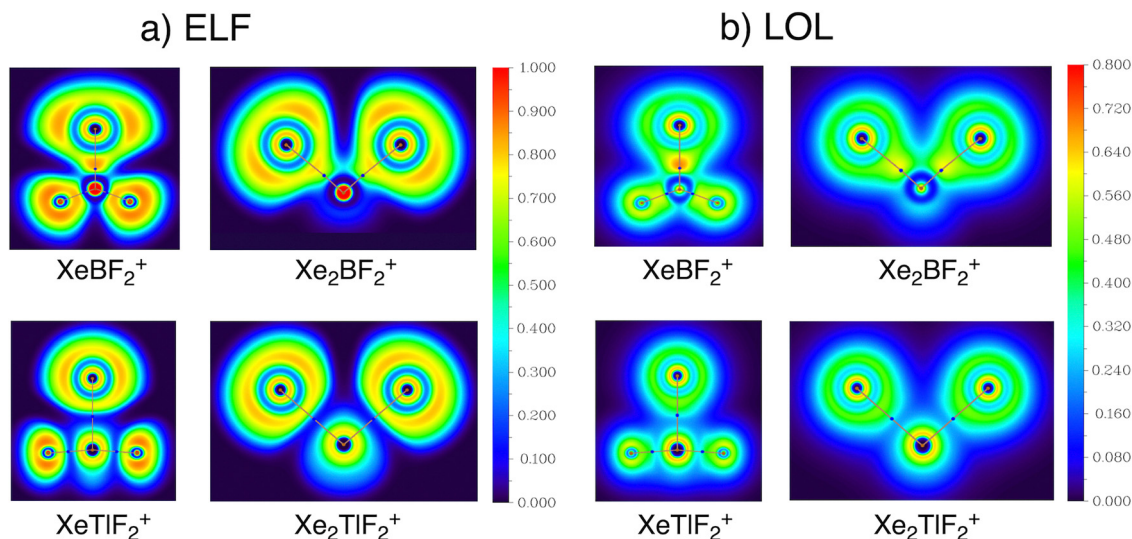 a) ELF
b) LOL
1.000
0.900
0.800
0.700
0.600
0.500
0.400
0.300
0.200
0.100
0.000
0.800
0.720
0.640
0.560
0.480
0.400
0.320
0.240
0.160
0.080
0.000
XeBF₂⁺
Xe₂BF₂⁺
XeBF₂⁺
Xe₂BF₂⁺
XeTlF₂⁺
Xe₂TlF₂⁺
XeTlF₂⁺
Xe₂TlF₂⁺